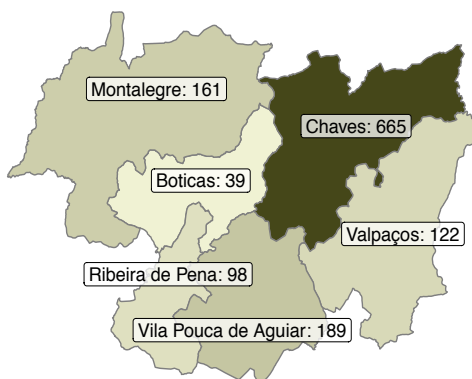 Montalegre: 161
Chaves: 665
Boticas: 39
Valpaços: 122
Ribeira de Pena: 98
Vila Pouca de Aguiar: 189